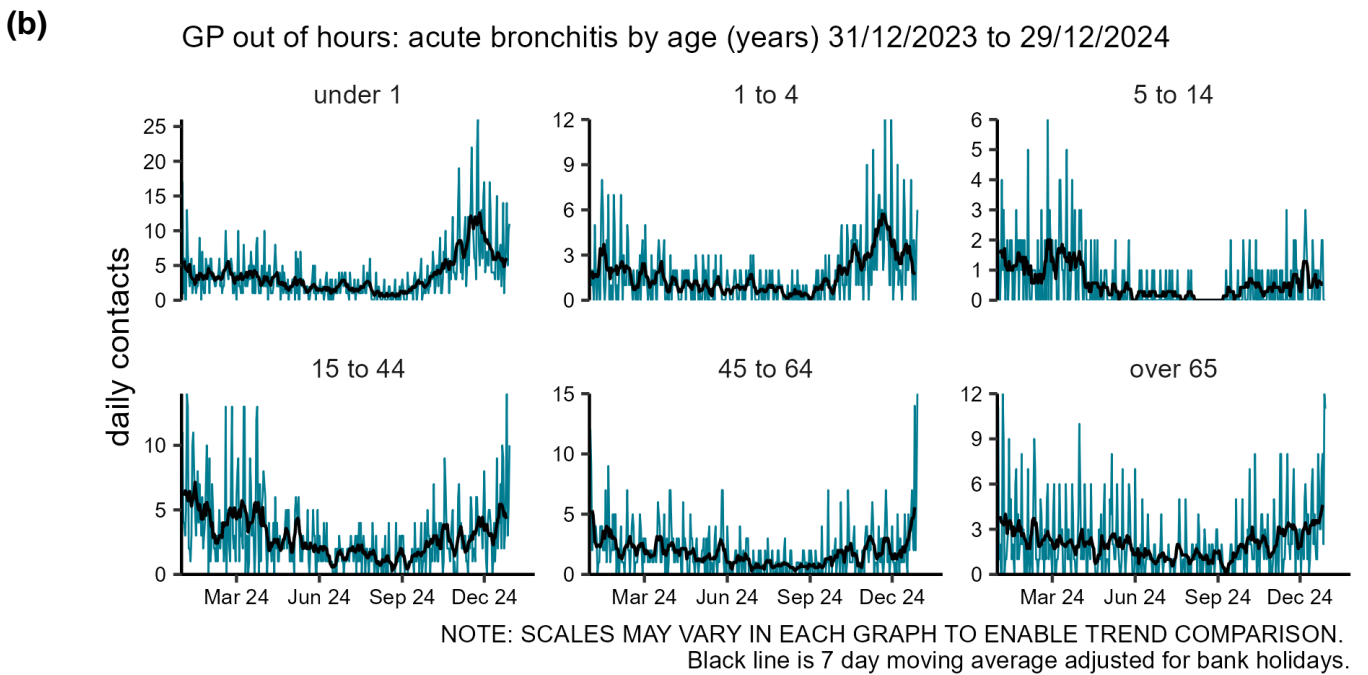 (b)
GP out of hours: acute bronchitis by age (years) 31/12/2023 to 29/12/2024
daily contacts
under 1
25
20
15
10
5
0
1 to 4
12
9
6
3
0
5 to 14
6
5
4
3
2
1
0
15 to 44
10
5
0
Mar 24 Jun 24 Sep 24 Dec 24
45 to 64
15
10
5
0
Mar 24 Jun 24 Sep 24 Dec 24
over 65
12
9
6
3
0
Mar 24 Jun 24 Sep 24 Dec 24
NOTE: SCALES MAY VARY IN EACH GRAPH TO ENABLE TREND COMPARISON.
Black line is 7 day moving average adjusted for bank holidays.